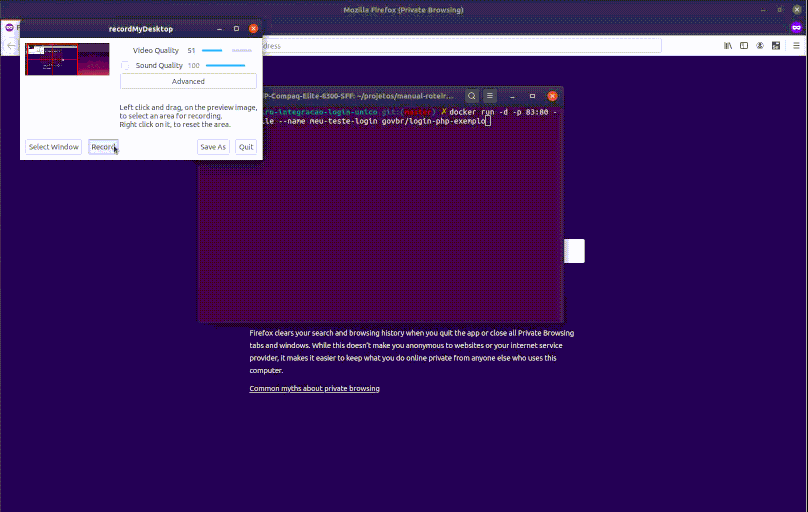 Mozilla Firefox (Private Browsing)
recordMyDesktop
Video Quality 51
Sound Quality 100
Advanced
Left click and drag, on the preview image,
to select an area for recording.
Right click on it, to reset the area.
Select Window
Record
Save As
Quit
dress
P-Compaq-Elite-6300-SFF: ~/projetos/manual-roteir...
ro-integracao-login-unico.git:(master) ✗ docker run -d -p 83:80 -
le --name meu-teste-login govbr/login-php-exemplo
Firefox clears your search and browsing history when you quit the app or close all Private Browsing
tabs and windows. While this doesn't make you anonymous to websites or your internet service
provider, it makes it easier to keep what you do online private from anyone else who uses this
computer.
Common myths about private browsing